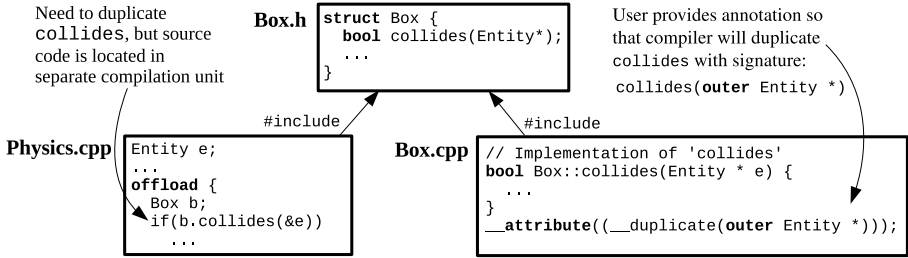 Need to duplicate
collides, but source
code is located in
separate compilation unit
Box.h
struct Box {
bool collides(Entity*);
...
}
User provides annotation so
that compiler will duplicate
collides with signature:
collides(outer Entity *)
#include
#include
Physics.cpp
Entity e;
...
offload {
Box b;
if(b.collides(&e))
...
Box.cpp
// Implementation of 'collides'
bool Box::collides(Entity * e) {
...
}
__attribute((__duplicate(outer Entity *)));